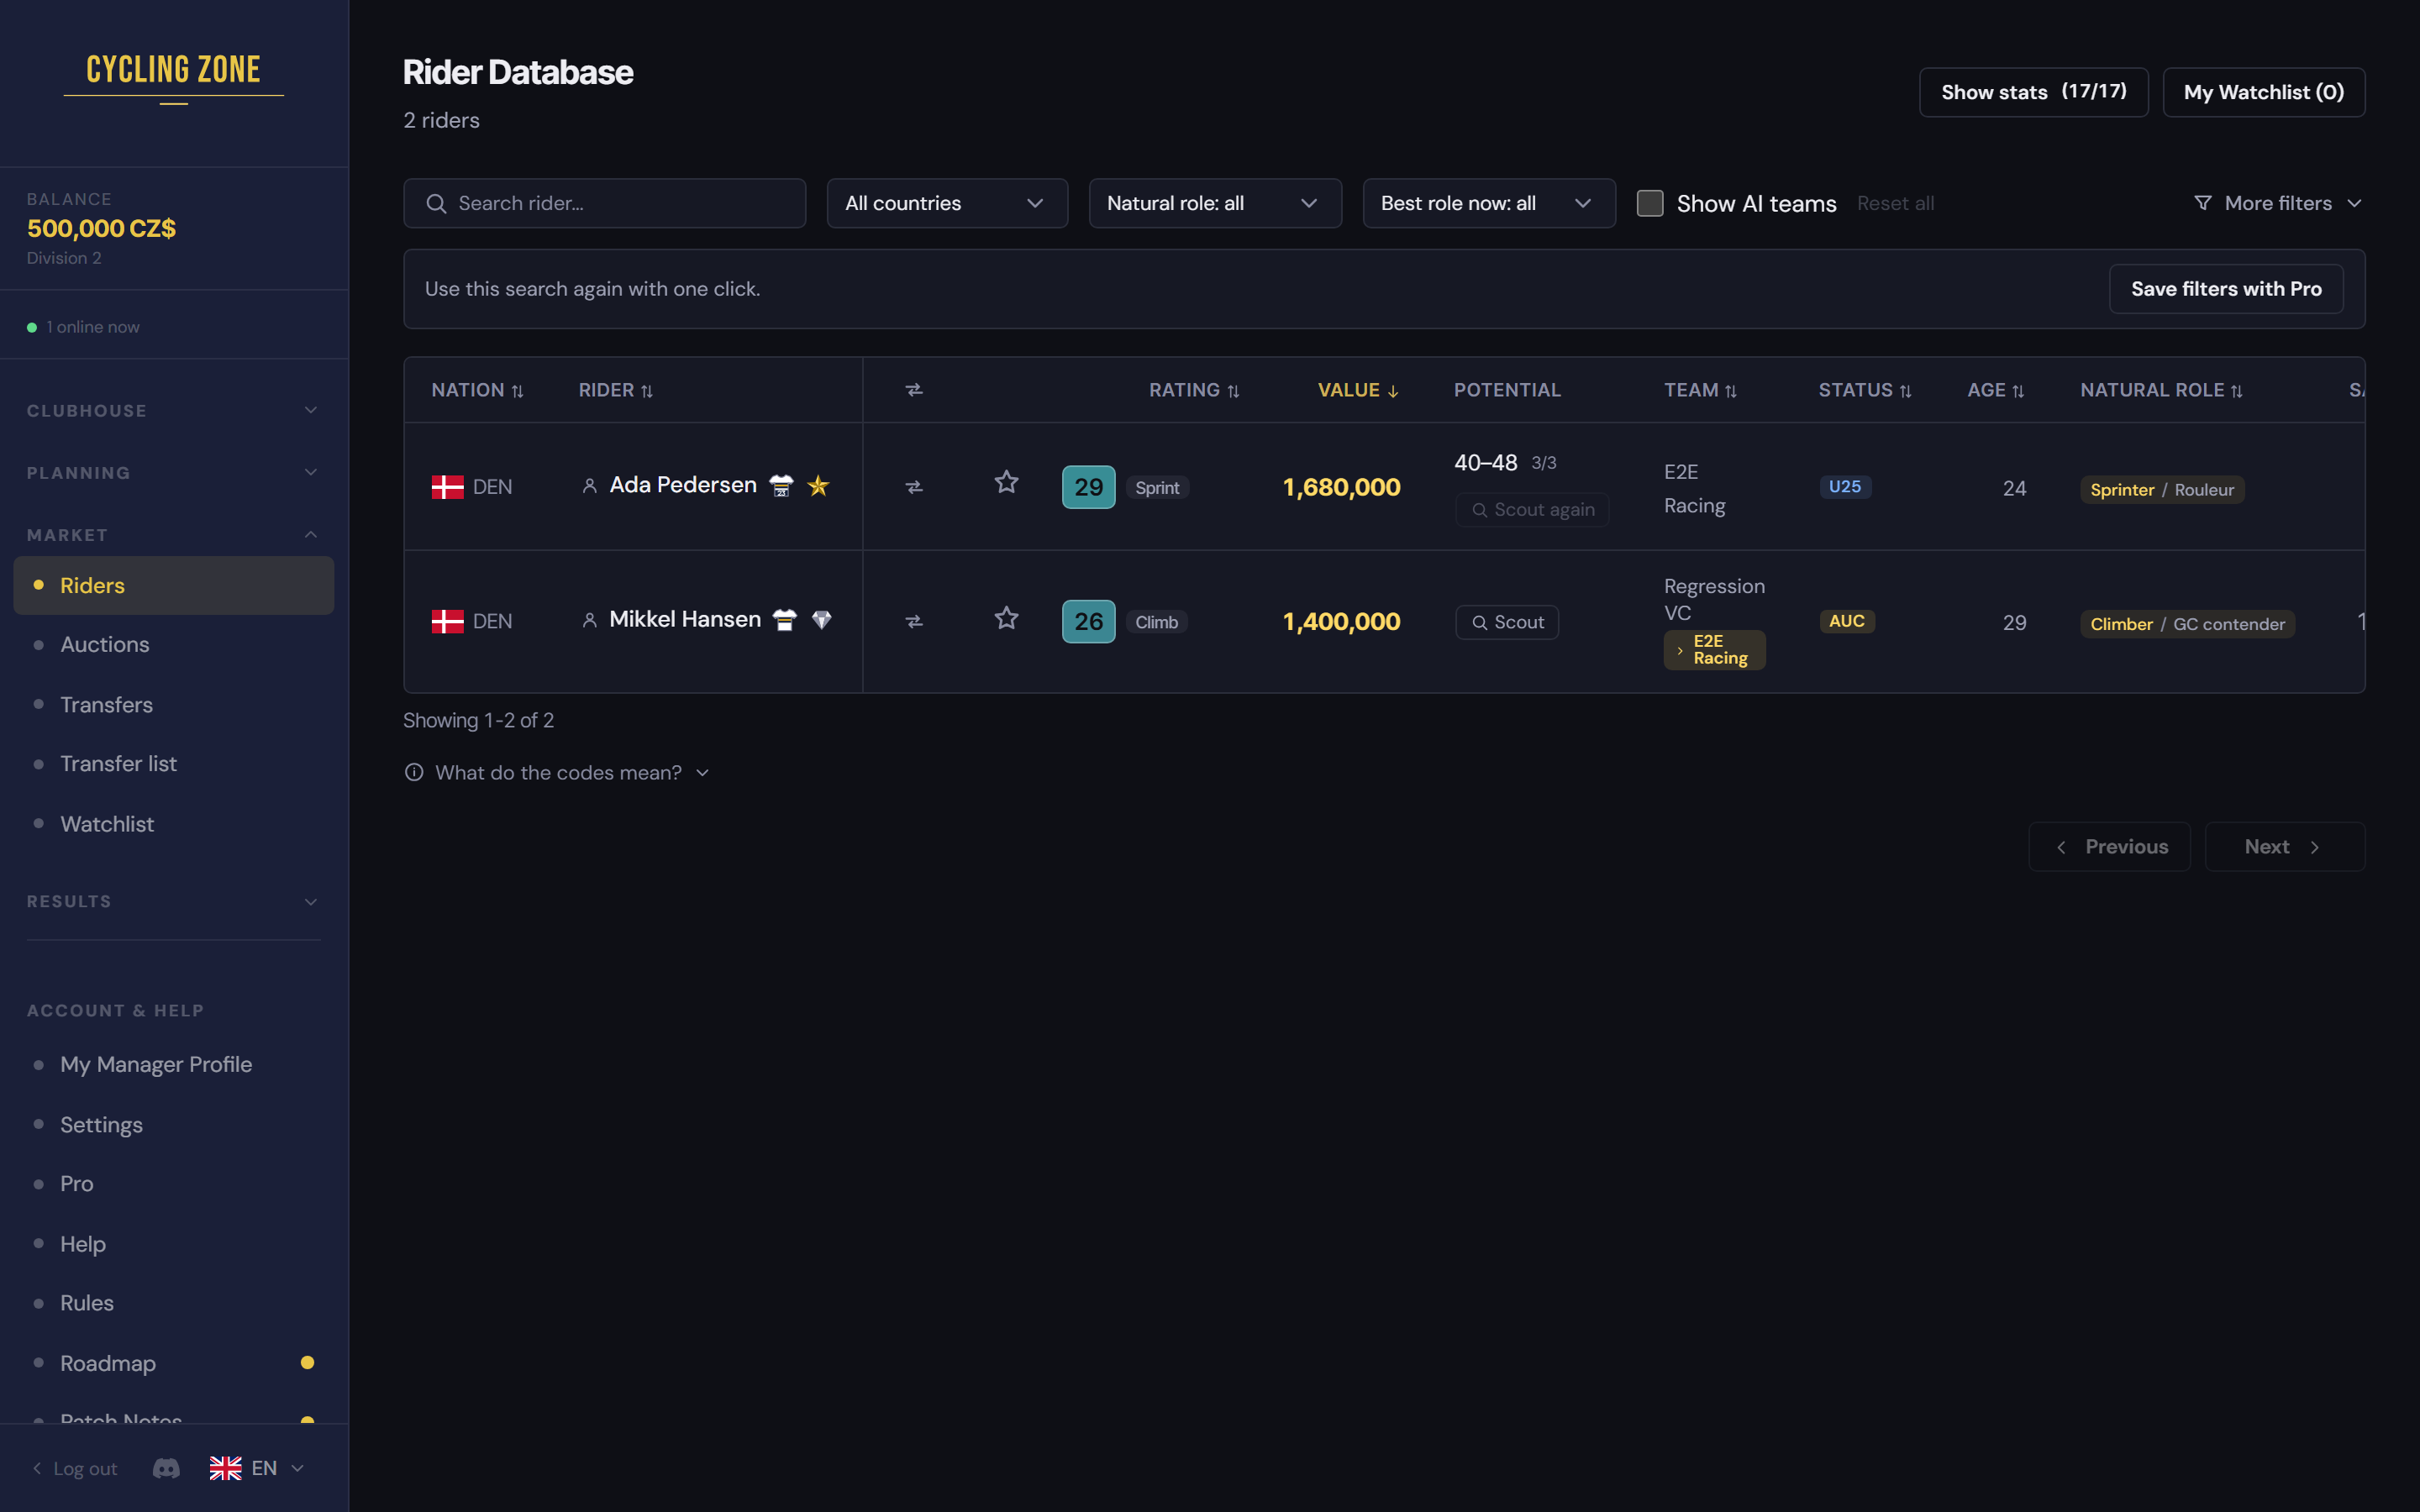 CYCLING ZONE
BALANCE
500,000 CZ$
Division 2
1 online now
CLUBHOUSE
PLANNING
MARKET
Riders
Auctions
Transfers
Transfer list
Watchlist
RESULTS
ACCOUNT & HELP
My Manager Profile
Settings
Pro
Help
Rules
Roadmap
Patch Notes
Log out EN
Rider Database
2 riders
Show stats (17/17) My Watchlist (0)
Search rider... All countries Natural role: all Best role now: all Show AI teams Reset all More filters
Use this search again with one click. Save filters with Pro
NATION RIDER RATING VALUE POTENTIAL TEAM STATUS AGE NATURAL ROLE
DEN Ada Pedersen 29 Sprint 1,680,000 40–48 3/3 Scout again E2E Racing U25 24 Sprinter / Rouleur
DEN Mikkel Hansen 26 Climb 1,400,000 Scout Regression VC E2E Racing AUC 29 Climber / GC contender
Showing 1-2 of 2
What do the codes mean?
Previous Next